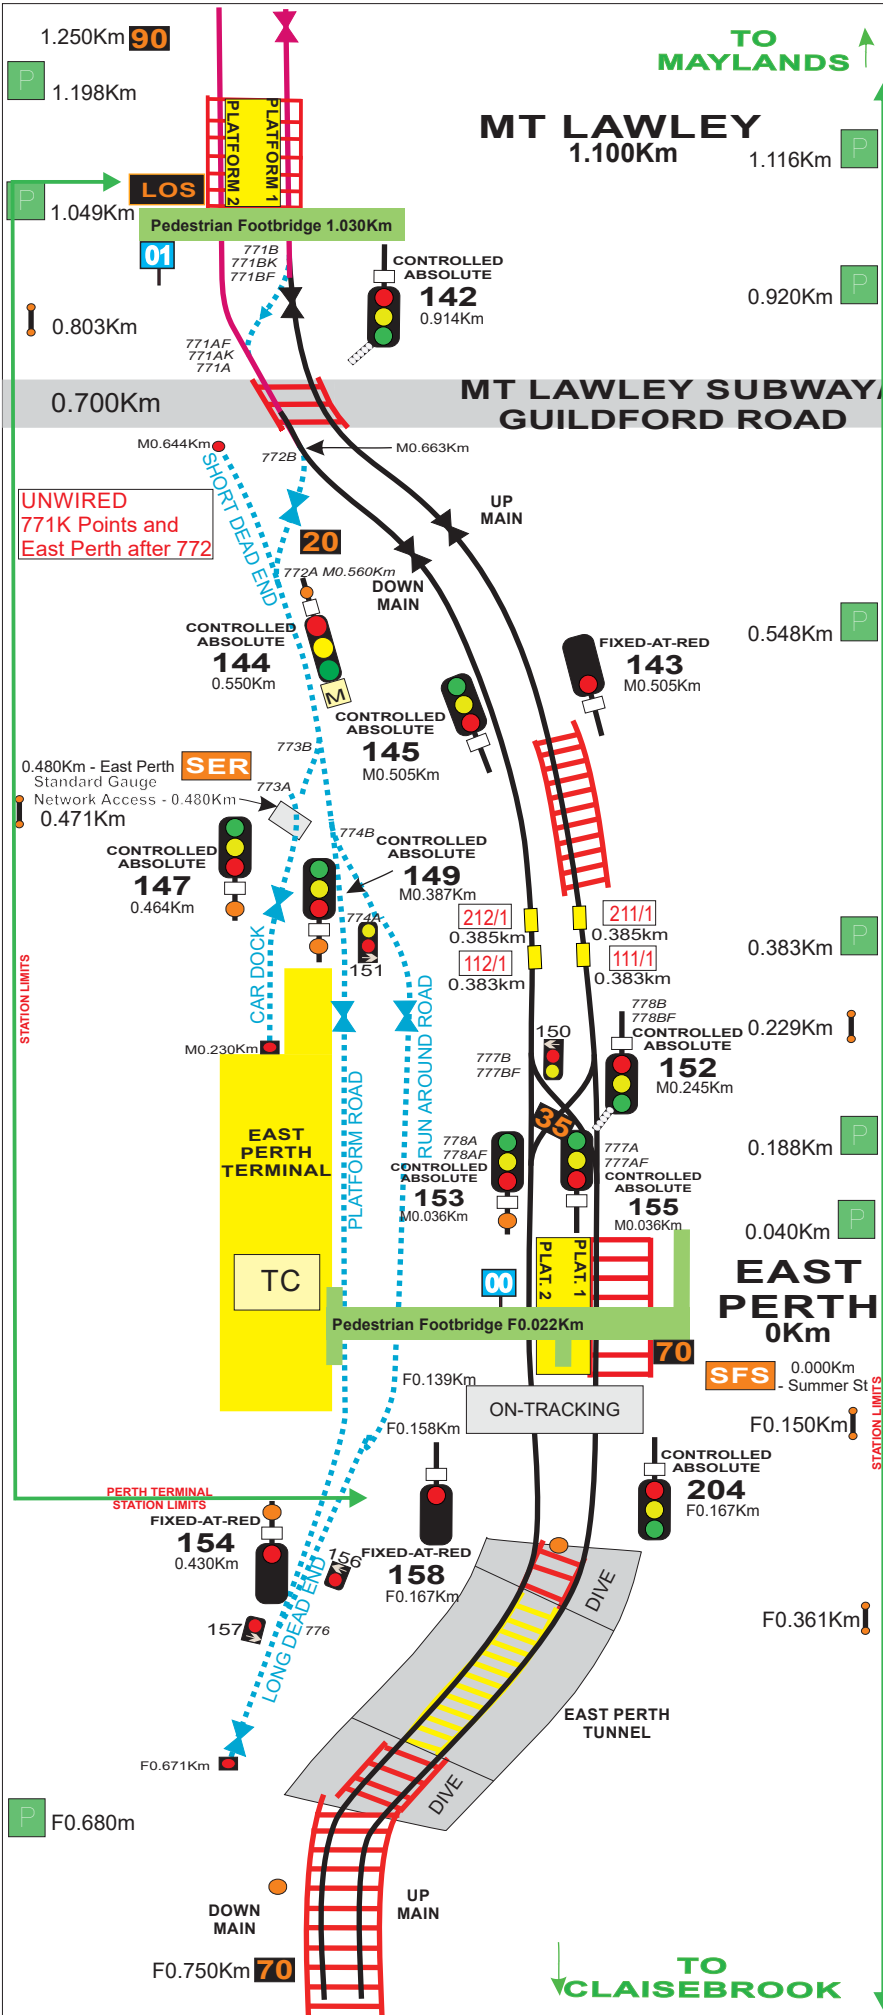 1.250Km 90
TO
MAYLANDS
P
1.198Km
PLATFORM 2
PLATFORM 1
MT LAWLEY
1.100Km
1.116Km P
LOS
P
1.049Km
Pedestrian Footbridge 1.030Km
01
771B
771BK
771BF
CONTROLLED
ABSOLUTE
142
0.914Km
0.920Km P
0.803Km
771AF
771AK
771A
0.700Km
MT LAWLEY SUBWAY/
GUILDFORD ROAD
M0.644Km
M0.663Km
772B
SHORT DEAD END
UNWIRED
771K Points and
East Perth after 772
UP
MAIN
20
772A M0.560Km
DOWN
MAIN
CONTROLLED
ABSOLUTE
144
0.550Km
M
0.548Km P
FIXED-AT-RED
143
M0.505Km
CONTROLLED
ABSOLUTE
145
M0.505Km
773B
0.480Km - East Perth SER
Standard Gauge
Network Access - 0.480Km
773A
0.471Km
774B
CONTROLLED
ABSOLUTE
147
0.464Km
CONTROLLED
ABSOLUTE
149
M0.387Km
774A
151
212/1
0.385km
211/1
0.385km
112/1
0.383km
111/1
0.383km
0.383Km P
STATION LIMITS
CAR DOCK
RUN AROUND ROAD
PLATFORM ROAD
M0.230Km
150
778B
778BF
0.229Km
777B
777BF
CONTROLLED
ABSOLUTE
152
M0.245Km
35
EAST
PERTH
TERMINAL
778A
778AF
CONTROLLED
ABSOLUTE
153
M0.036Km
777A
777AF
CONTROLLED
ABSOLUTE
155
M0.036Km
0.188Km P
0.040Km P
TC
00
PLAT. 2
PLAT. 1
EAST
PERTH
0Km
Pedestrian Footbridge F0.022Km
70
SFS 0.000Km
- Summer St
F0.139Km
ON-TRACKING
F0.158Km
F0.150Km
STATION LIMITS
PERTH TERMINAL
STATION LIMITS
FIXED-AT-RED
154
0.430Km
CONTROLLED
ABSOLUTE
204
F0.167Km
156
FIXED-AT-RED
158
F0.167Km
157
776
LONG DEAD END
DIVE
F0.361Km
EAST PERTH
TUNNEL
F0.671Km
DIVE
P F0.680m
DOWN
MAIN
UP
MAIN
F0.750Km 70
TO
CLAISEBROOK